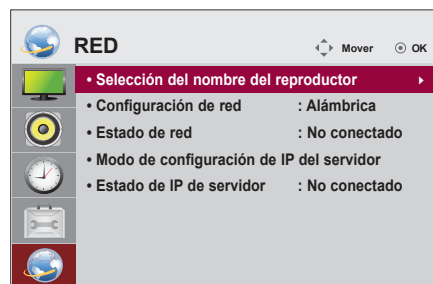 RED Mover OK
• Selección del nombre del reproductor
• Configuración de red : Alámbrica
• Estado de red : No conectado
• Modo de configuración de IP del servidor
• Estado de IP de servidor : No conectado